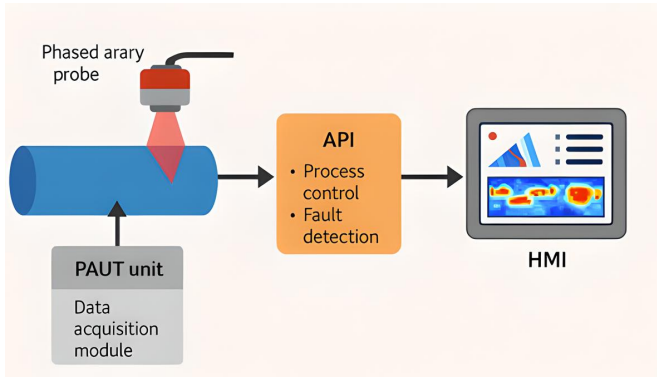 Phased arary
probe
API
• Process
control
• Fault
detection
HMI
PAUT unit
Data
acquisition
module